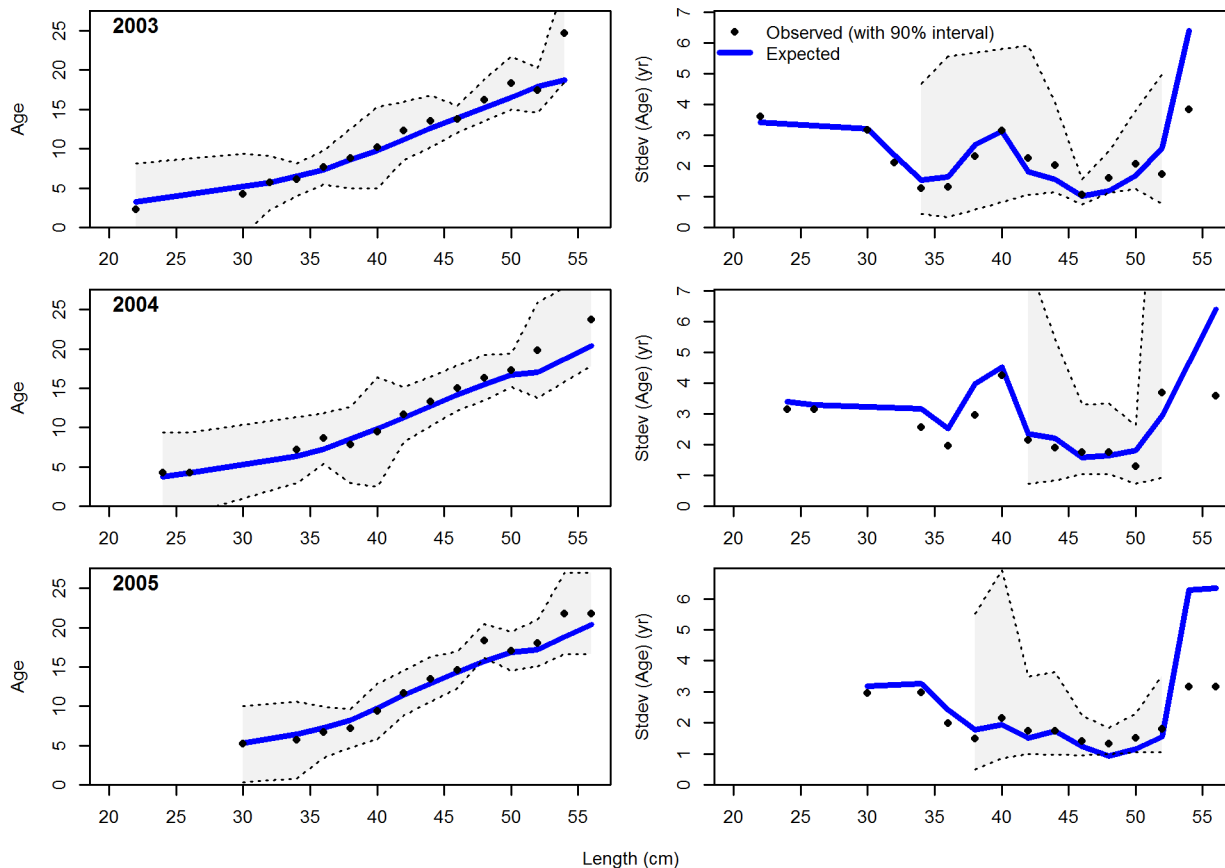 2003
Age
0 5 10 15 20 25
20 25 30 35 40 45 50 55
Observed (with 90% interval)
Expected
Stdev (Age) (yr)
0 1 2 3 4 5 6 7
20 25 30 35 40 45 50 55
2004
Age
0 5 10 15 20 25
20 25 30 35 40 45 50 55
Stdev (Age) (yr)
0 1 2 3 4 5 6 7
20 25 30 35 40 45 50 55
2005
Age
0 5 10 15 20 25
20 25 30 35 40 45 50 55
Stdev (Age) (yr)
0 1 2 3 4 5 6
20 25 30 35 40 45 50 55
Length (cm)